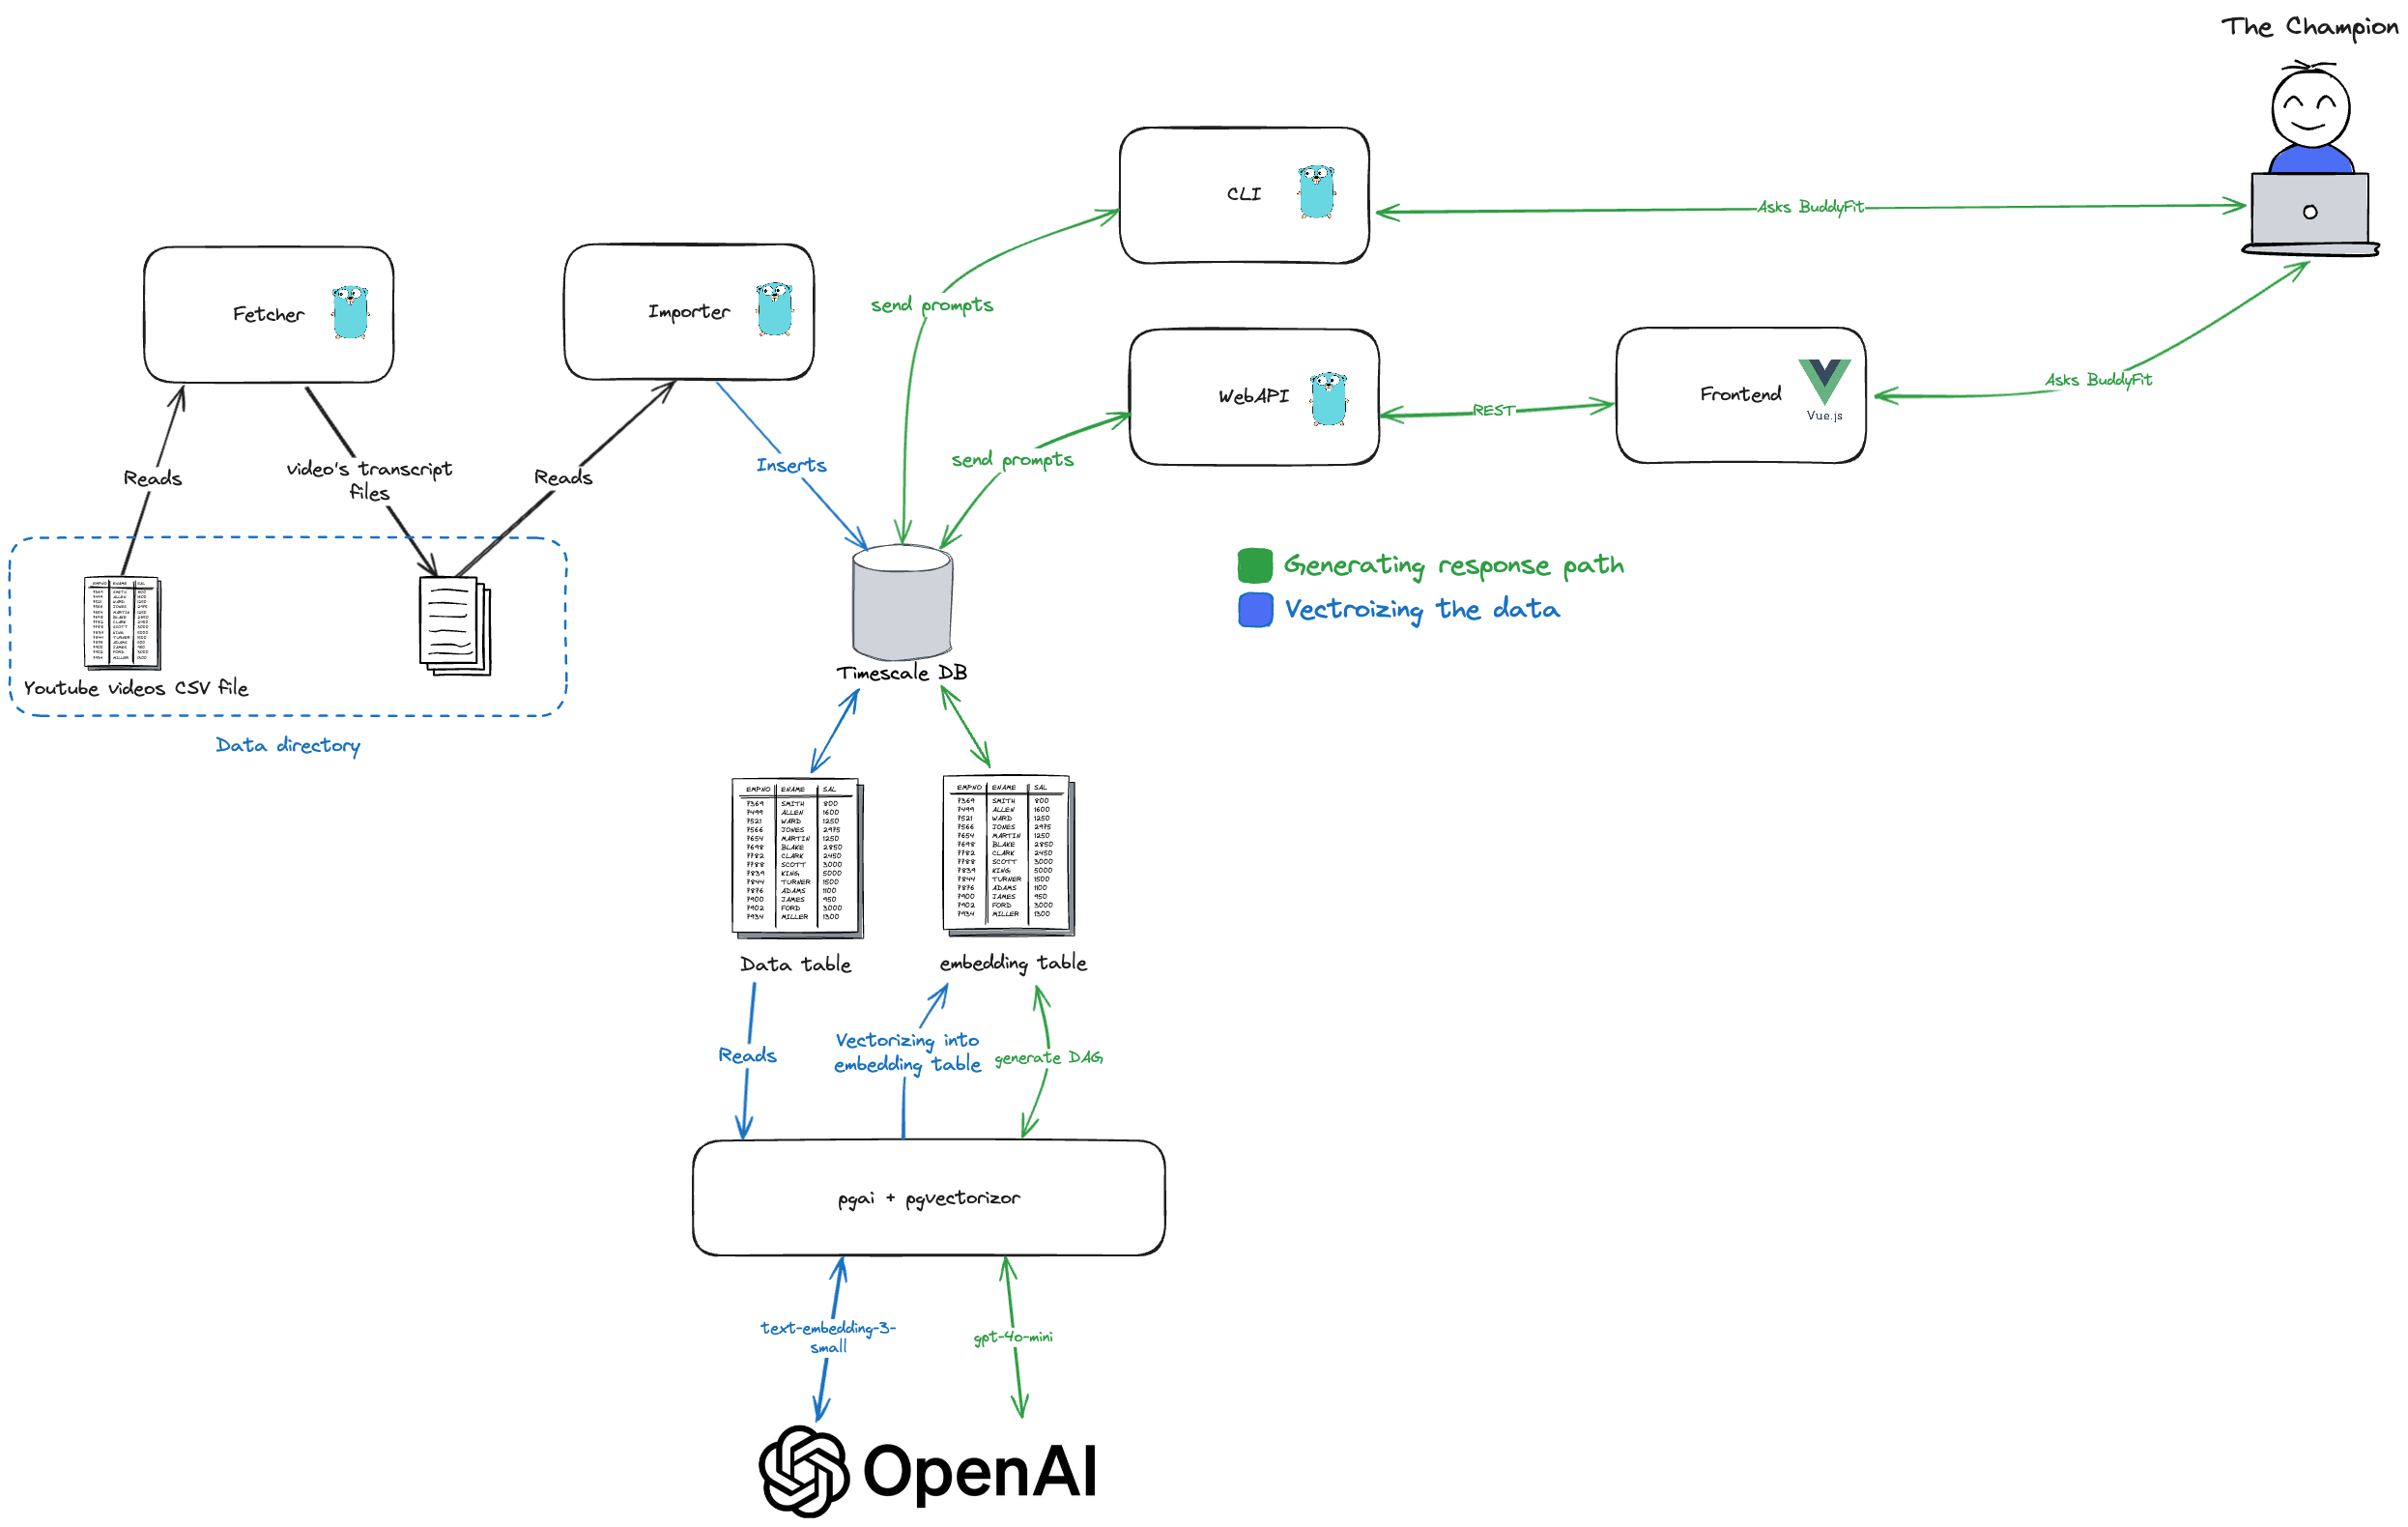 The Champion
CLI
Asks BuddyFit
Fetcher
Importer
send prompts
WebAPI
REST
Frontend
Vue.js
Asks BuddyFit
Reads
video's transcript
files
Reads
Inserts
send prompts
Generating response path
Vectroizing the data
Youtube videos CSV file
Data directory
Timescale DB
EMPNO ENAME SAL
7369 SMITH 800
7499 ALLEN 1600
7521 WARD 1250
7566 JONES 2975
7654 MARTIN 1250
7698 BLAKE 2850
7782 CLARK 2450
7788 SCOTT 3000
7839 KING 5000
7844 TURNER 1500
7876 ADAMS 1100
7900 JAMES 950
7902 FORD 3000
7934 MILLER 1300
Data table
EMPNO ENAME SAL
7369 SMITH 800
7499 ALLEN 1600
7521 WARD 1250
7566 JONES 2975
7654 MARTIN 1250
7698 BLAKE 2850
7782 CLARK 2450
7788 SCOTT 3000
7839 KING 5000
7844 TURNER 1500
7876 ADAMS 1100
7900 JAMES 950
7902 FORD 3000
7934 MILLER 1300
embedding table
Reads
Vectorizing into
embedding table
generate DAG
pgai + pgvectorizor
text-embedding-3-
small
gpt-4o-mini
OpenAI